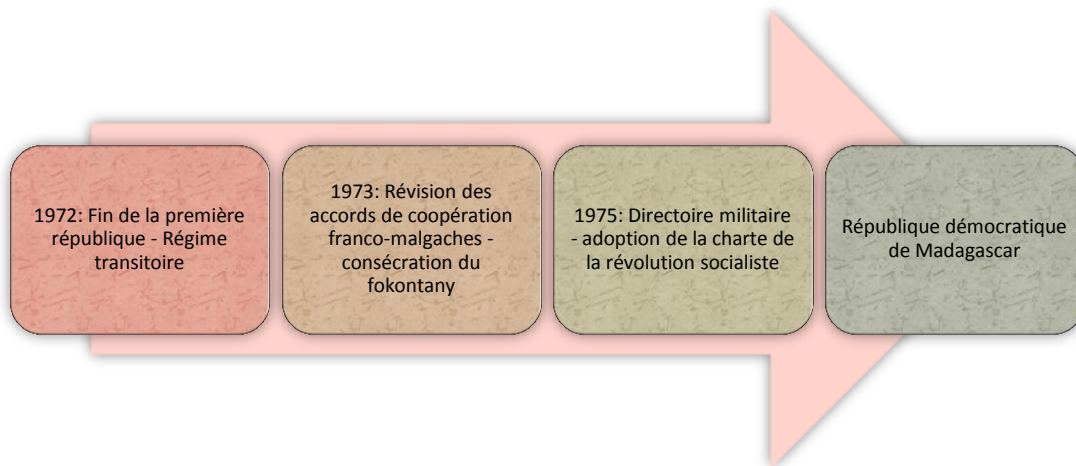 1972: Fin de la première
république - Régime
transitoire
1973: Révision des
accords de coopération
franco-malgaches -
consécration du
fokontany
1975: Directoire militaire
- adoption de la charte de
la révolution socialiste
République démocratique
de Madagascar